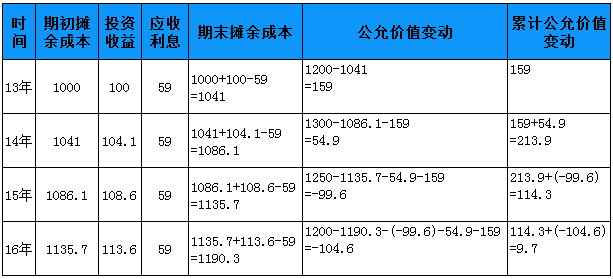 时间 期初摊余成本 投资收益 应收利息 期末摊余成本 公允价值变动 累计公允价值变动
13年 1000 100 59 1000+100-59 1200-1041 159
=1041 =159
14年 1041 104.1 59 1041+104.1-59 1300-1086.1-159 159+54.9
=1086.1 =54.9 =213.9
15年 1086.1 108.6 59 1086.1+108.6-59 1250-1135.7-54.9-159 213.9+(-99.6)
=1135.7 =-99.6 =114.3
16年 1135.7 113.6 59 1135.7+113.6-59 1200-1190.3-(-99.6)-54.9-159 114.3+(-104.6)
=1190.3 =-104.6 =9.7